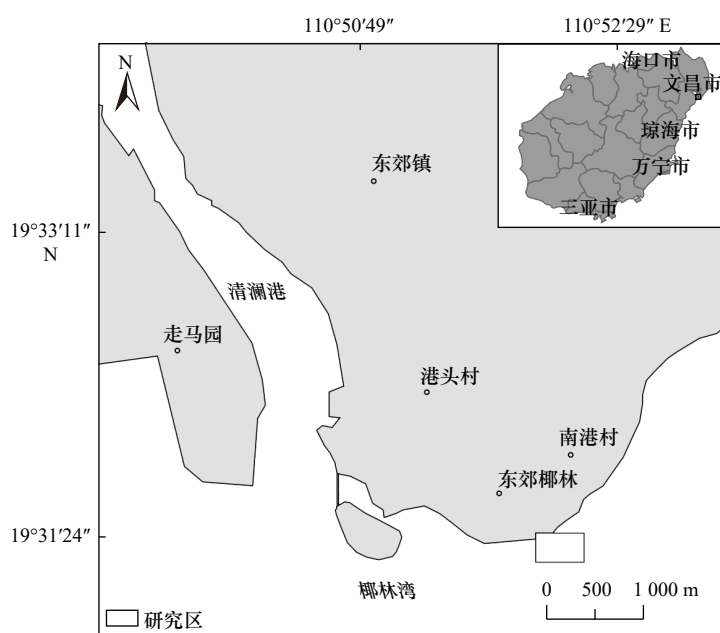 110°50′49″
110°52′29″ E
N
海口市
文昌市
琼海市
万宁市
三亚市
东郊镇
19°33′11″
N
清澜港
走马园
港头村
南港村
东郊椰林
19°31′24″
椰林湾
0 500 1 000 m
研究区